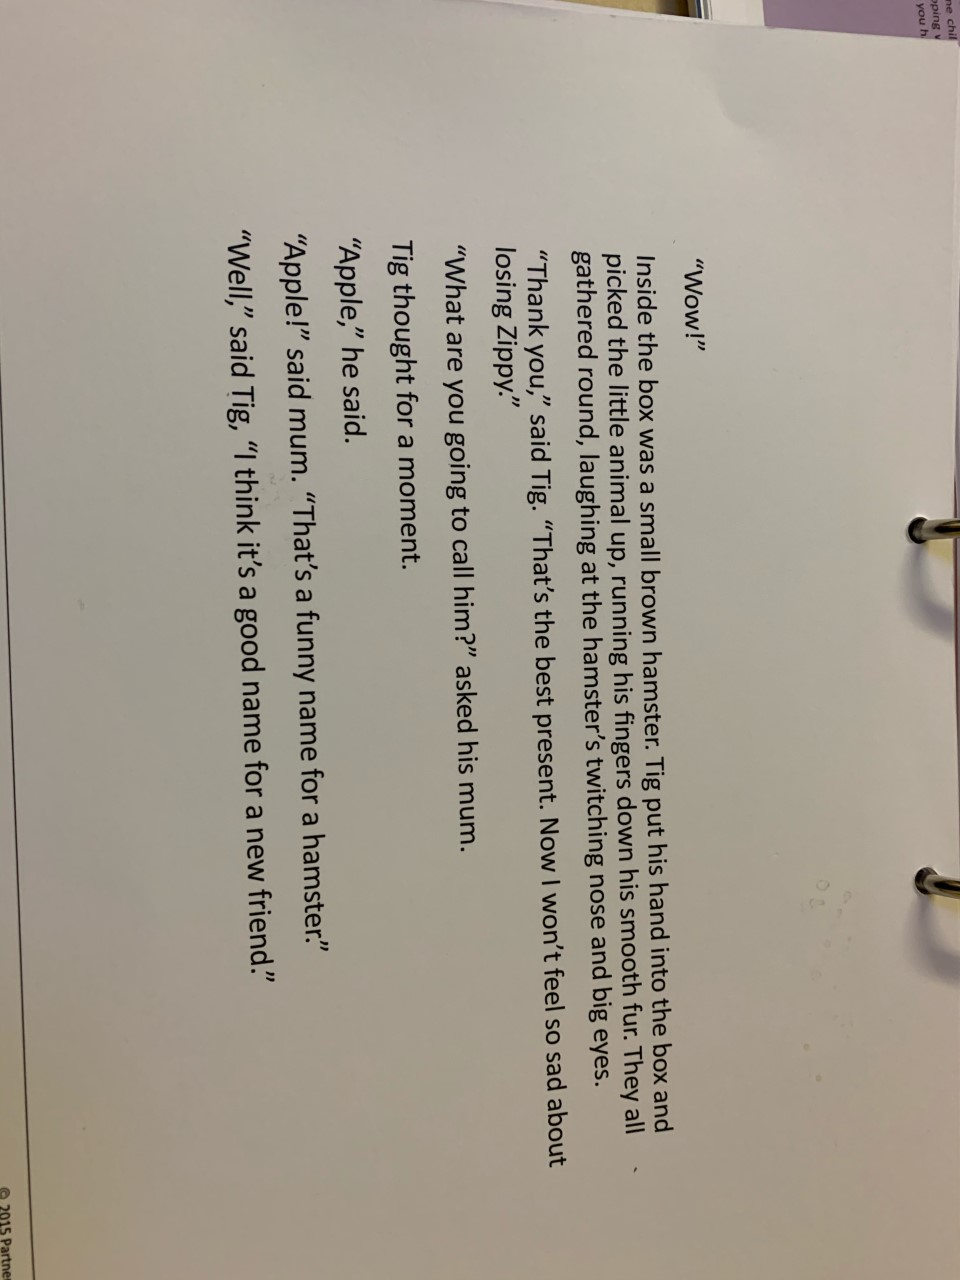 "Wow!"
Inside the box was a small brown hamster. Tig put his hand into the box and
picked the little animal up, running his fingers down his smooth fur. They all
gathered round, laughing at the hamster's twitching nose and big eyes.
"Thank you," said Tig. "That's the best present. Now I won't feel so sad about
losing Zippy."
"What are you going to call him?" asked his mum.
Tig thought for a moment.
"Apple," he said.
"Apple!" said mum. "That's a funny name for a hamster."
"Well," said Tig, "I think it's a good name for a new friend."
© 2015
you h